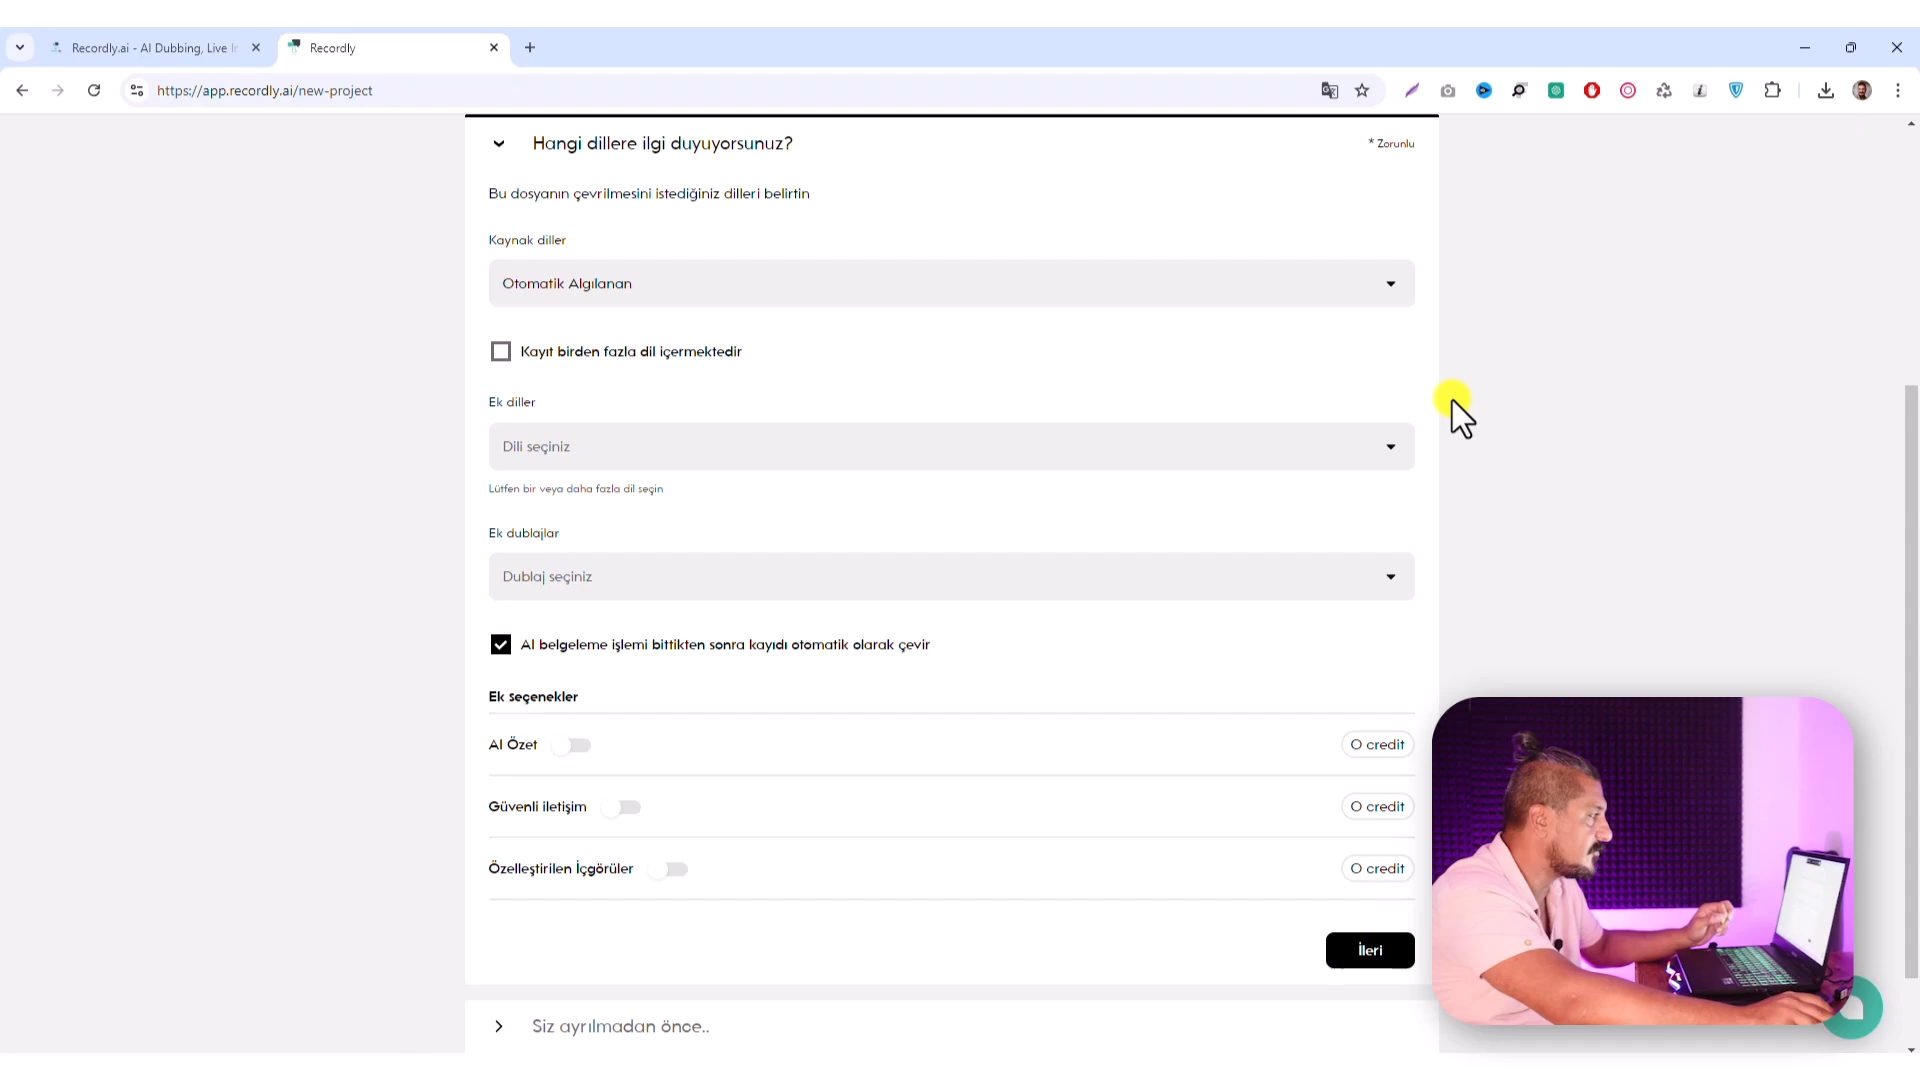 Recordly.ai - AI Dubbing, Live
Recordly
https://app.recordly.ai/new-project
Hangi dillere ilgi duyuyorsunuz?
* Zorunlu
Bu dosyanın çevrilmesini istediğiniz dilleri belirtin
Kaynak diller
Otomatik Algılanan
Kayıt birden fazla dil içermektedir
Ek diller
Dili seçiniz
Lütfen bir veya daha fazla dil seçin
Ek dublajlar
Dublaj seçiniz
AI belgeleme işlemi bittikten sonra kayıdı otomatik olarak çevir
Ek seçenekler
AI Özet
0 credit
Güvenli iletişim
0 credit
Özelleştirilen İçgörüler
0 credit
İleri
Siz ayrılmadan önce..